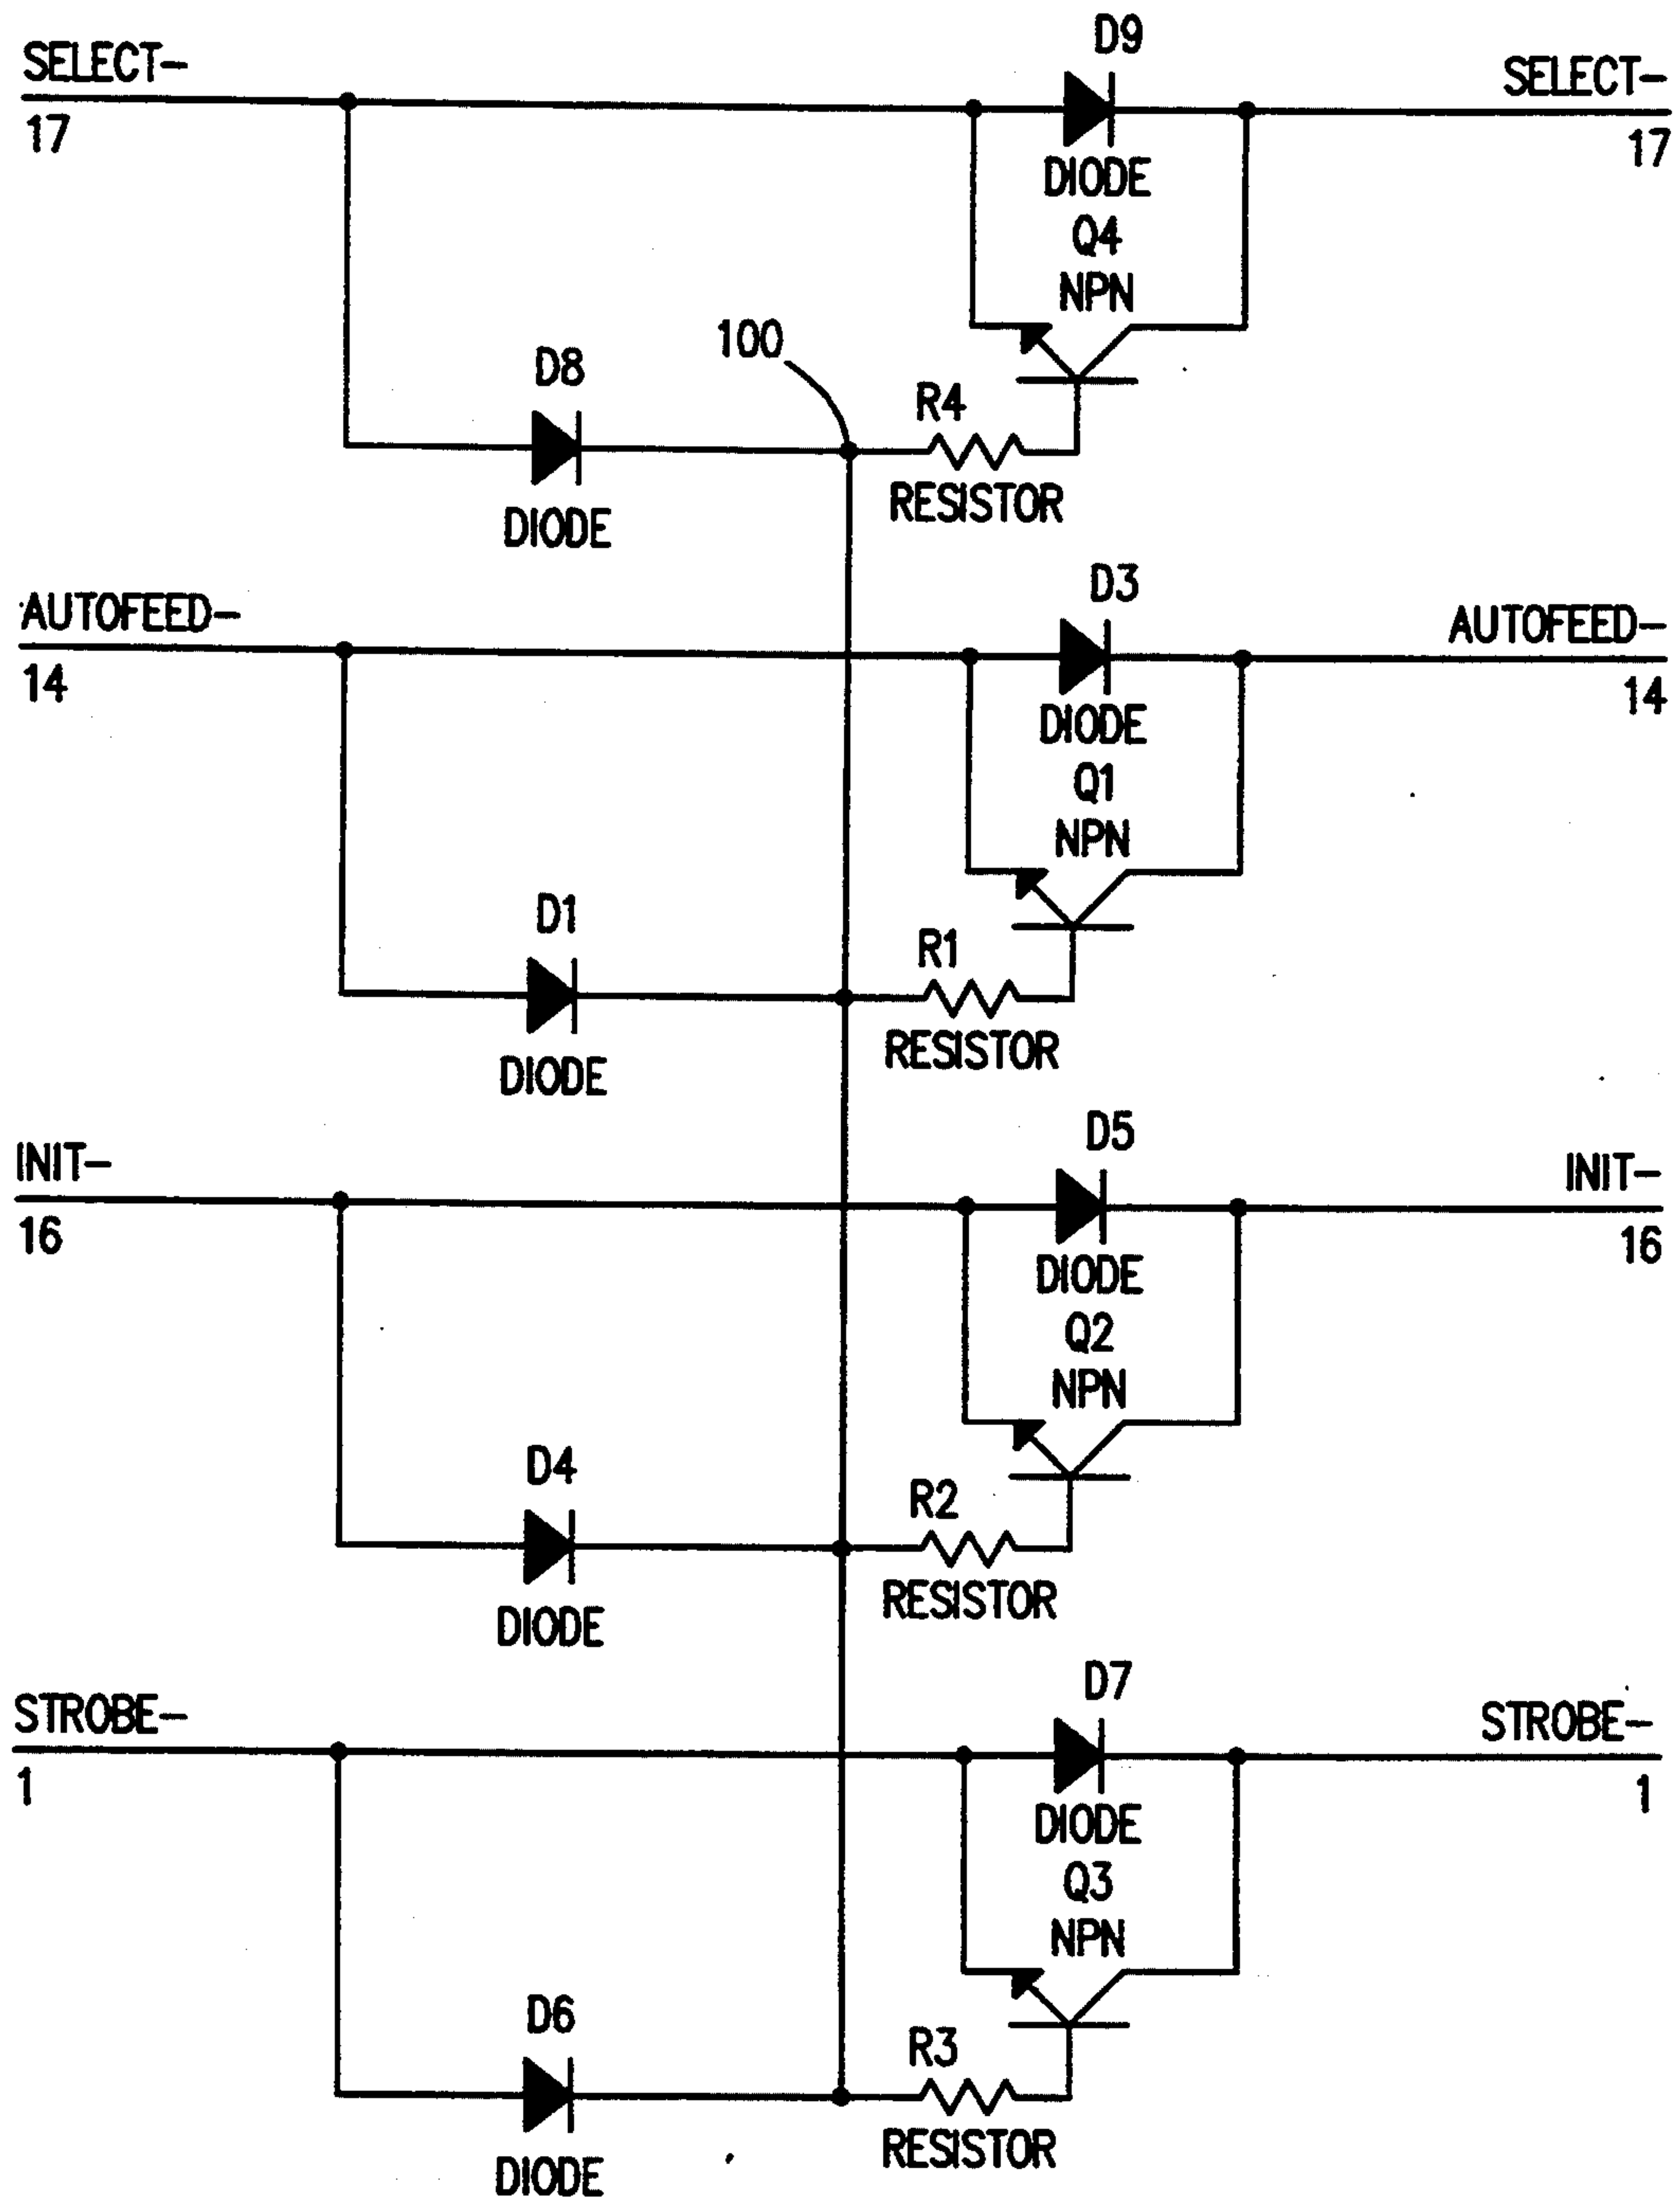 D9
SELECT-
SELECT-
17
17
DIODE
Q4
NPN
100
D8
R4
RESISTOR
DIODE
D3
AUTOFEED-
AUTOFEED-
14
14
DIODE
Q1
NPN
D1
R1
RESISTOR
DIODE
D5
INIT-
INIT-
16
16
DIODE
Q2
NPN
D4
R2
RESISTOR
DIODE
D7
STROBE-
STROBE-
1
1
DIODE
Q3
NPN
D6
R3
RESISTOR
DIODE